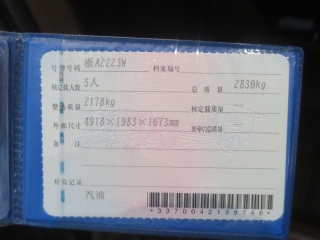 号牌号码 浙A2223W 档案编号
核定载人数 5人 总质量 2830kg
整备质量 2178kg 核定载质量 --
外廓尺寸 4918×1983×1673mm 准牵引总质量 --
备注
检验记录
汽油
*3370042168746*